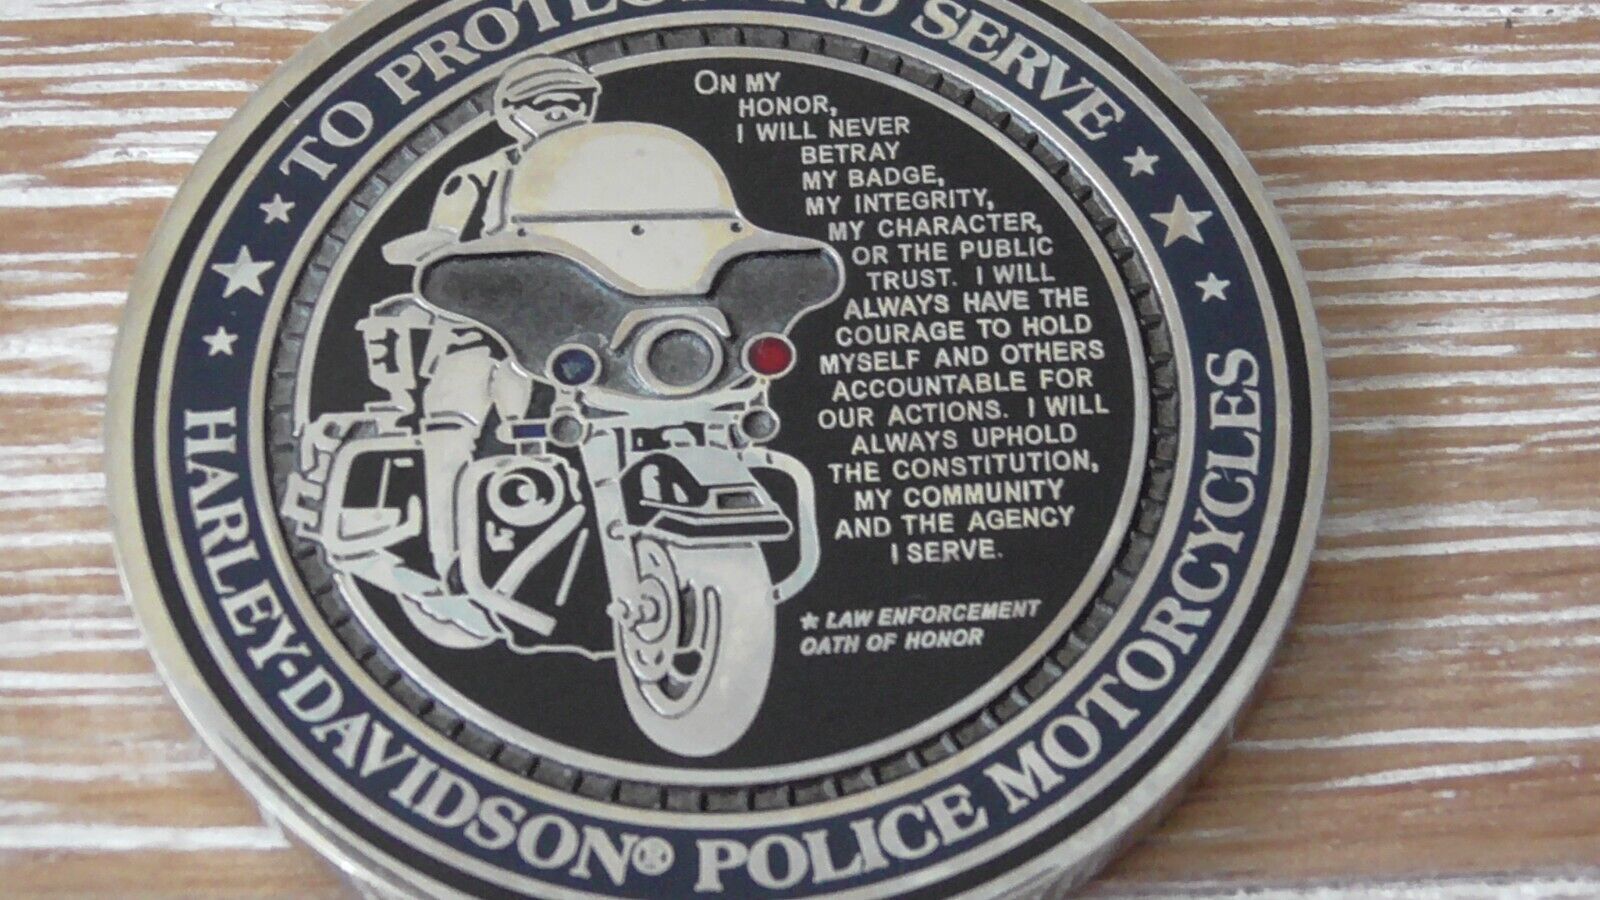 TO PROTECT AND SERVE
ON MY
HONOR,
I WILL NEVER
BETRAY
MY BADGE,
MY INTEGRITY,
MY CHARACTER,
OR THE PUBLIC
TRUST. I WILL
ALWAYS HAVE THE
COURAGE TO HOLD
MYSELF AND OTHERS
ACCOUNTABLE FOR
OUR ACTIONS. I WILL
ALWAYS UPHOLD
THE CONSTITUTION,
MY COMMUNITY
AND THE AGENCY
I SERVE.
★ LAW ENFORCEMENT
OATH OF HONOR
HARLEY-DAVIDSON® POLICE MOTORCYCLES